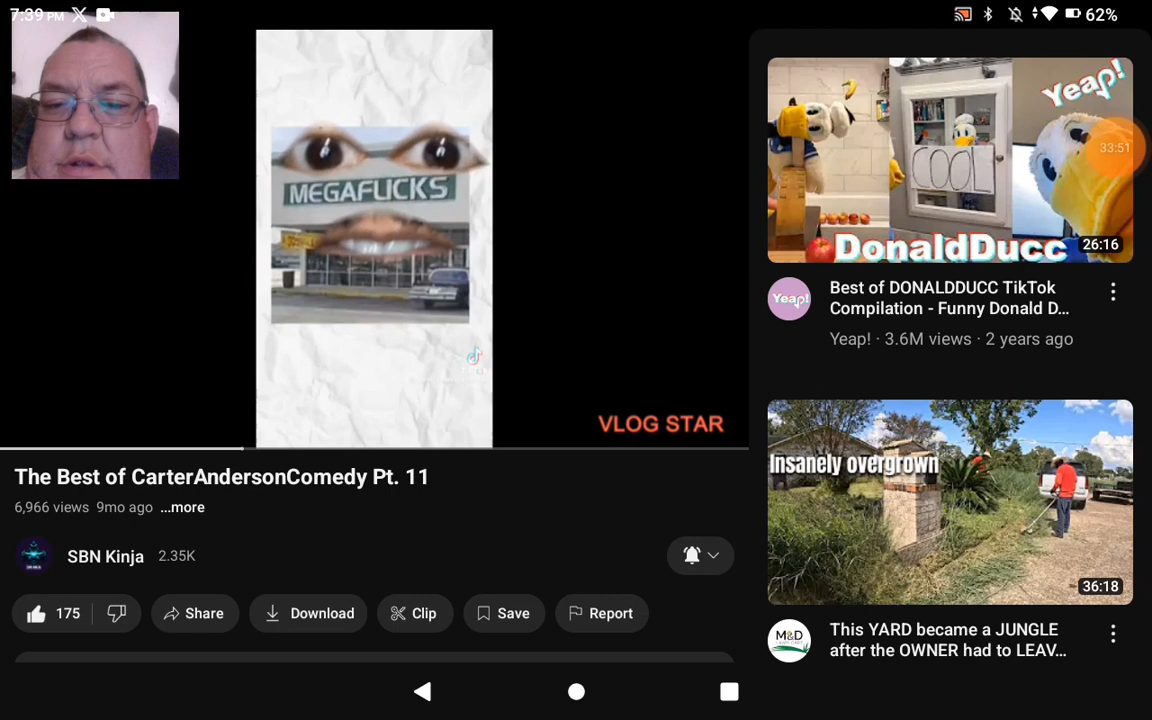 7:39 PM
62%
MEGAFLICKS
VLOG STAR
The Best of CarterAndersonComedy Pt. 11
6,966 views 9mo ago ...more
SBN Kinja 2.35K
175
Share
Download
Clip
Save
Report
Yeap!
COOL
33:51
DonaldDucc
26:16
Yeap!
Best of DONALDDUCC TikTok
Compilation - Funny Donald D...
Yeap! · 3.6M views · 2 years ago
Insanely overgrown
36:18
M&D
This YARD became a JUNGLE
after the OWNER had to LEAV...